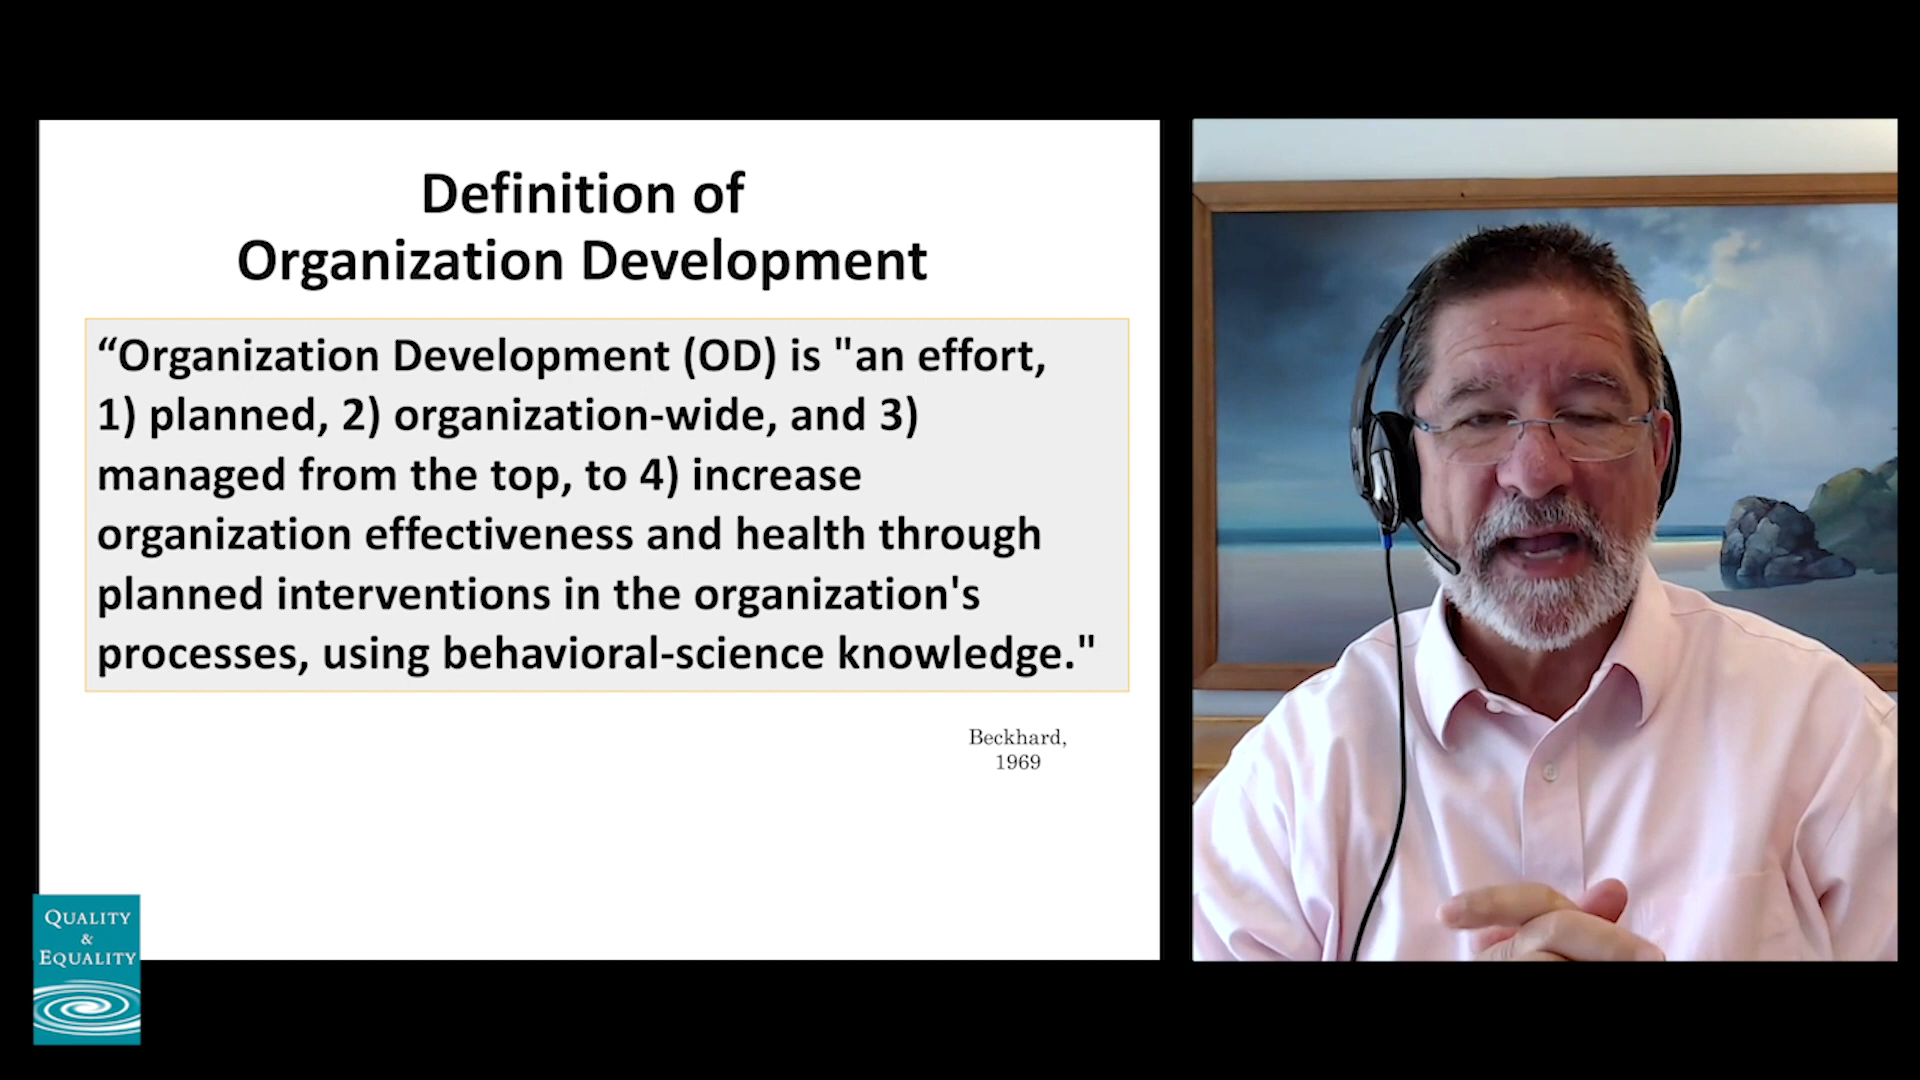 Definition of
Organization Development
“Organization Development (OD) is "an effort,
1) planned, 2) organization-wide, and 3)
managed from the top, to 4) increase
organization effectiveness and health through
planned interventions in the organization's
processes, using behavioral-science knowledge."
Beckhard,
1969
QUALITY
&
EQUALITY